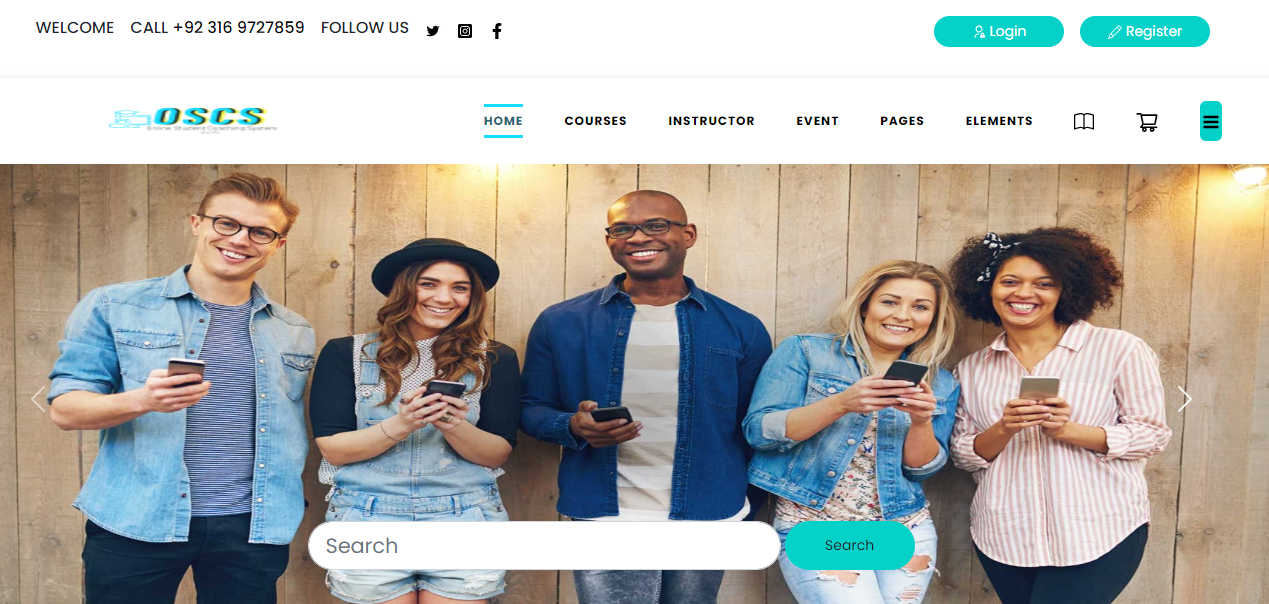 WELCOME CALL +92 316 9727859 FOLLOW US
Login Register
OSCS
Online Student Coaching System
HOME COURSES INSTRUCTOR EVENT PAGES ELEMENTS
Search Search